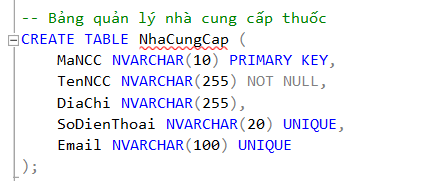 -- Bảng quản lý nhà cung cấp thuốc
CREATE TABLE NhaCungCap (
    MaNCC NVARCHAR(10) PRIMARY KEY,
    TenNCC NVARCHAR(255) NOT NULL,
    DiaChi NVARCHAR(255),
    SoDienThoai NVARCHAR(20) UNIQUE,
    Email NVARCHAR(100) UNIQUE
);